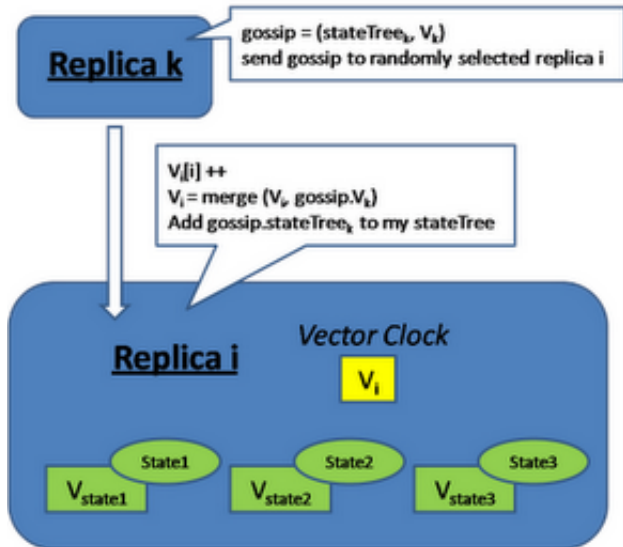 gossip = (stateTreeₖ, Vₖ)
send gossip to randomly selected replica i
Replica k
Vᵢ[i] ++
Vᵢ = merge (Vᵢ, gossip.Vₖ)
Add gossip.stateTreeₖ to my stateTree
Vector Clock
Replica i
Vᵢ
State1
State2
State3
Vstate1
Vstate2
Vstate3